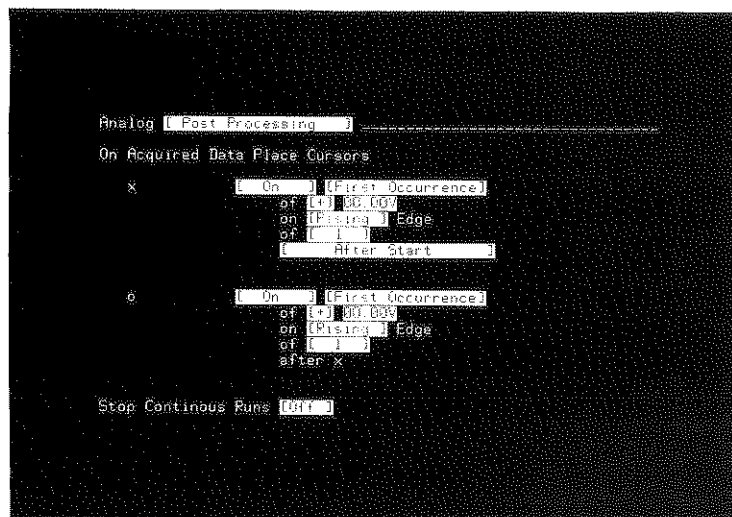 Analog [ Post Processing ]
On Acquired Data Place Cursors
x [ On ] [First Occurrence]
of [+] 00.00V
on [Rising ] Edge
of [ 1 ]
[ After Start ]
o [ On ] [First Occurrence]
of [+] 00.00V
on [Rising ] Edge
of [ 1 ]
after x
Stop Continous Runs [Off ]